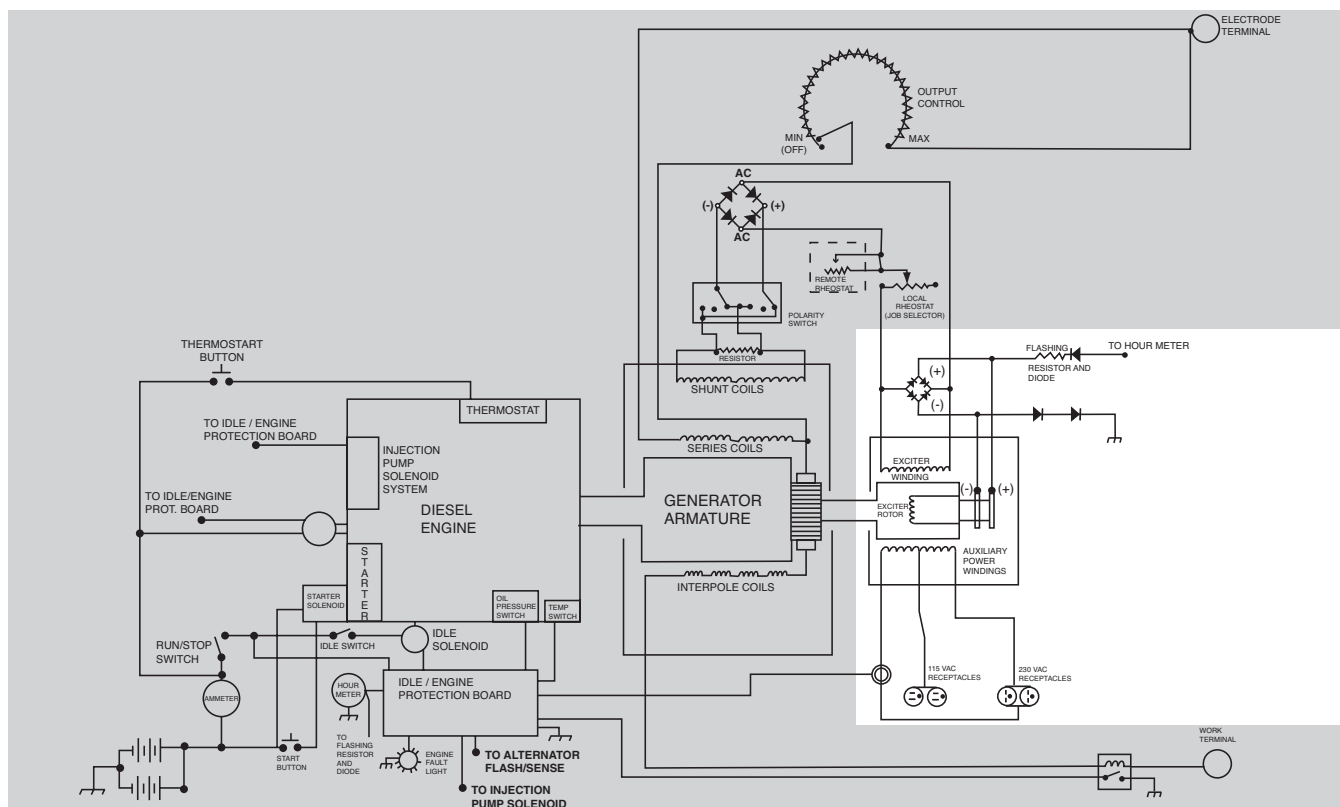 ELECTRODE
TERMINAL
OUTPUT
CONTROL
MIN
(OFF)
MAX
AC
(-)
(+)
AC
REMOTE
RHEOSTAT
LOCAL
RHEOSTAT
(JOB SELECTOR)
POLARITY
SWITCH
RESISTOR
SHUNT COILS
FLASHING
RESISTOR AND
DIODE
TO HOUR METER
(+)
(-)
THERMOSTART
BUTTON
THERMOSTAT
TO IDLE / ENGINE
PROTECTION BOARD
INJECTION
PUMP
SOLENOID
SYSTEM
SERIES COILS
EXCITER
WINDING
TO IDLE/ENGINE
PROT. BOARD
DIESEL
ENGINE
GENERATOR
ARMATURE
EXCITER
ROTOR
(-)
(+)
STARTER
AUXILIARY
POWER
WINDINGS
INTERPOLE COILS
STARTER
SOLENOID
OIL
PRESSURE
SWITCH
TEMP
SWITCH
RUN/STOP
SWITCH
IDLE SWITCH
IDLE
SOLENOID
115 VAC
RECEPTACLES
230 VAC
RECEPTACLES
AMMETER
HOUR
METER
IDLE / ENGINE
PROTECTION BOARD
START
BUTTON
TO
FLASHING
RESISTOR
AND
DIODE
ENGINE
FAULT
LIGHT
TO ALTERNATOR
FLASH/SENSE
TO INJECTION
PUMP SOLENOID
WORK
TERMINAL